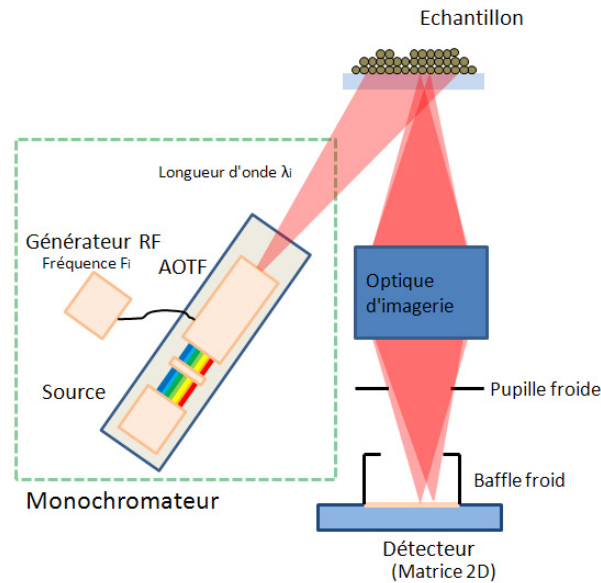 Echantillon
Longueur d'onde λi
Générateur RF
Fréquence Fi
AOTF
Optique
d'imagerie
Source
Pupille froide
Baffle froid
Monochromateur
Détecteur
(Matrice 2D)